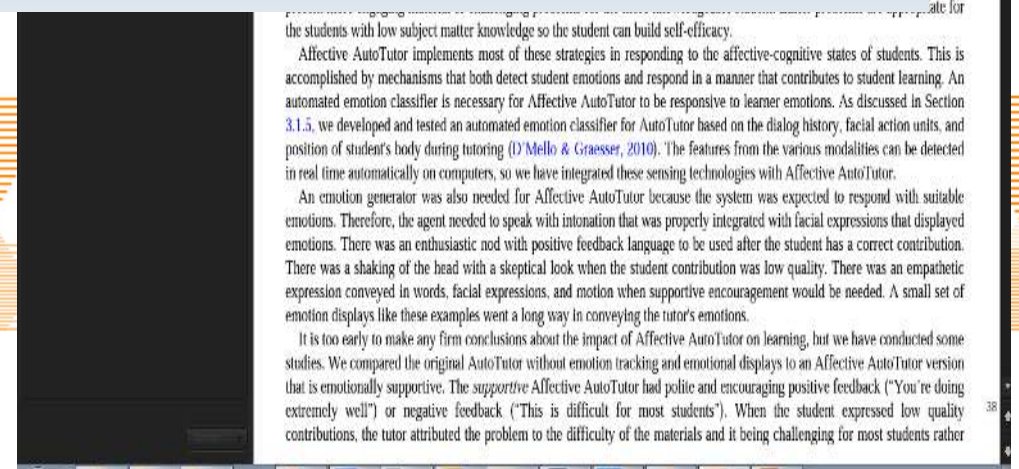 ate for
the students with low subject matter knowledge so the student can build self-efficacy.
Affective AutoTutor implements most of these strategies in responding to the affective-cognitive states of students. This is
accomplished by mechanisms that both detect student emotions and respond in a manner that contributes to student learning. An
automated emotion classifier is necessary for Affective AutoTutor to be responsive to learner emotions. As discussed in Section
3.1.5, we developed and tested an automated emotion classifier for AutoTutor based on the dialog history, facial action units, and
position of student's body during tutoring (D'Mello & Graesser, 2010). The features from the various modalities can be detected
in real time automatically on computers, so we have integrated these sensing technologies with Affective AutoTutor.
An emotion generator was also needed for Affective AutoTutor because the system was expected to respond with suitable
emotions. Therefore, the agent needed to speak with intonation that was properly integrated with facial expressions that displayed
emotions. There was an enthusiastic nod with positive feedback language to be used after the student has a correct contribution.
There was a shaking of the head with a skeptical look when the student contribution was low quality. There was an empathetic
expression conveyed in words, facial expressions, and motion when supportive encouragement would be needed. A small set of
emotion displays like these examples went a long way in conveying the tutor's emotions.
It is too early to make any firm conclusions about the impact of Affective AutoTutor on learning, but we have conducted some
studies. We compared the original AutoTutor without emotion tracking and emotional displays to an Affective AutoTutor version
that is emotionally supportive. The supportive Affective AutoTutor had polite and encouraging positive feedback ("You're doing
extremely well") or negative feedback ("This is difficult for most students"). When the student expressed low quality
contributions, the tutor attributed the problem to the difficulty of the materials and it being challenging for most students rather
38